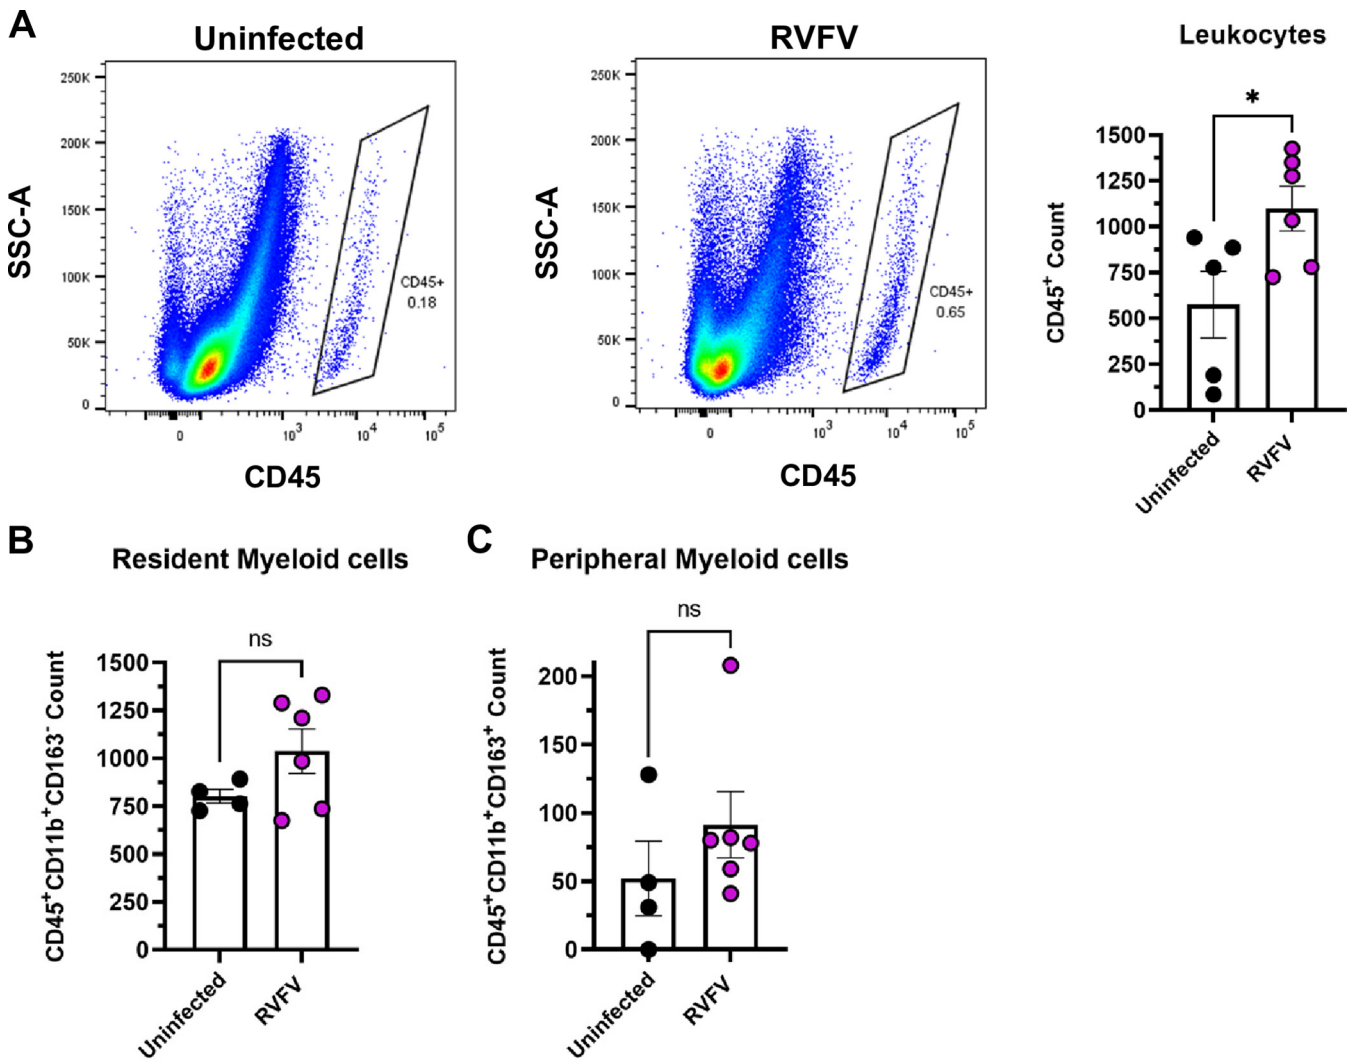 A
Uninfected
RVFV
Leukocytes
250K
200K
150K
100K
50K
0
SSC-A
CD45+
0.18
0
10³
10⁴
10⁵
CD45
250K
200K
150K
100K
50K
0
SSC-A
CD45+
0.65
0
10³
10⁴
10⁵
CD45
*
1500
1250
1000
750
500
250
0
CD45⁺ Count
Uninfected
RVFV
B
Resident Myeloid cells
ns
1500
1250
1000
750
500
250
0
CD45⁺CD11b⁺CD163⁻ Count
Uninfected
RVFV
C
Peripheral Myeloid cells
ns
200
150
100
50
0
CD45⁺CD11b⁺CD163⁺ Count
Uninfected
RVFV